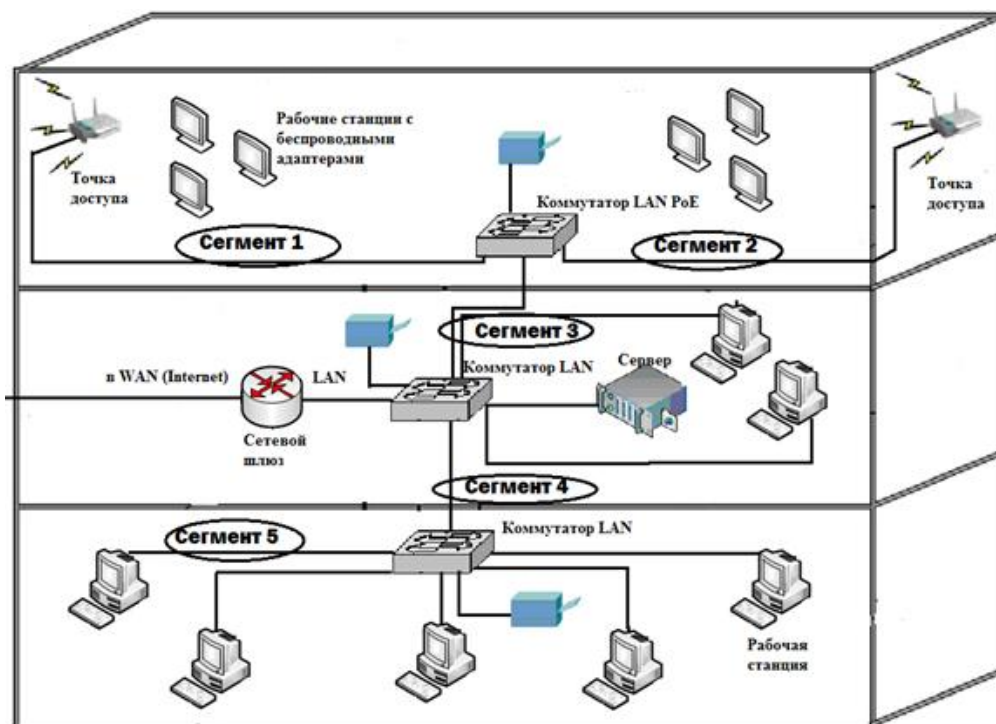 Рабочие станции с
беспроводными
адаптерами
Точка
доступа
Коммутатор LAN PoE
Точка
доступа
Сегмент 1
Сегмент 2
Сегмент 3
в WAN (Internet)
LAN
Коммутатор LAN
Сервер
Сетевой
шлюз
Сегмент 4
Коммутатор LAN
Сегмент 5
Рабочая
станция